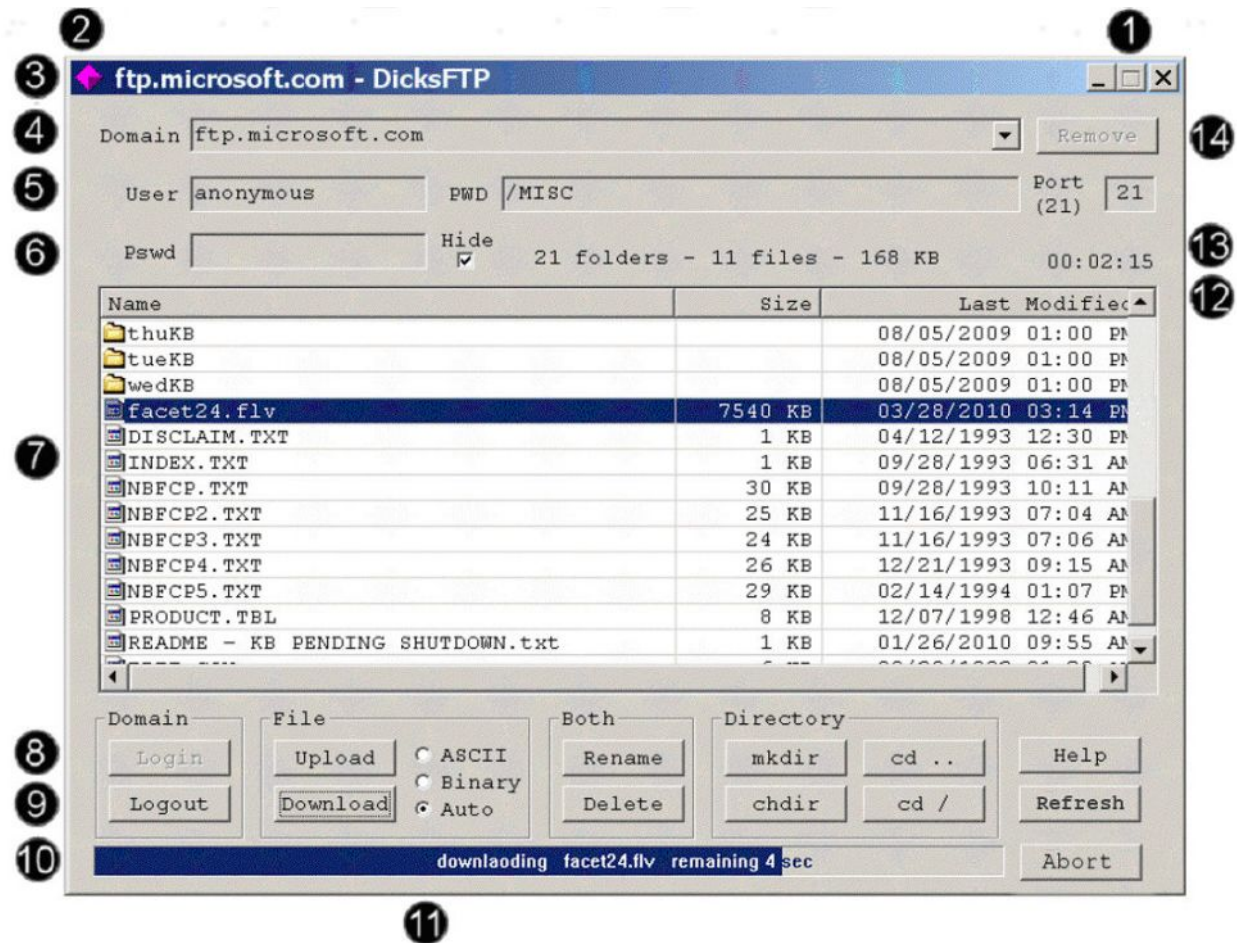 2 1
3 ftp.microsoft.com - DicksFTP
4 Domain ftp.microsoft.com Remove 14
5 User anonymous PWD /MISC Port (21) 21
6 Pswd Hide 21 folders - 11 files - 168 KB 00:02:15 13
Name Size Last Modified 12
thuKB 08/05/2009 01:00 PM
tueKB 08/05/2009 01:00 PM
wedKB 08/05/2009 01:00 PM
facet24.flv 7540 KB 03/28/2010 03:14 PM
DISCLAIM.TXT 1 KB 04/12/1993 12:30 PM
7 INDEX.TXT 1 KB 09/28/1993 06:31 AM
NBFCP.TXT 30 KB 09/28/1993 10:11 AM
NBFCP2.TXT 25 KB 11/16/1993 07:04 AM
NBFCP3.TXT 24 KB 11/16/1993 07:06 AM
NBFCP4.TXT 26 KB 12/21/1993 09:15 AM
NBFCP5.TXT 29 KB 02/14/1994 01:07 PM
PRODUCT.TBL 8 KB 12/07/1998 12:46 AM
README - KB PENDING SHUTDOWN.txt 1 KB 01/26/2010 09:55 AM
Domain File Both Directory
8 Login Upload ASCII Rename mkdir cd .. Help
Binary
9 Logout Download Auto Delete chdir cd / Refresh
10 downlaoding facet24.flv remaining 4 sec Abort
11